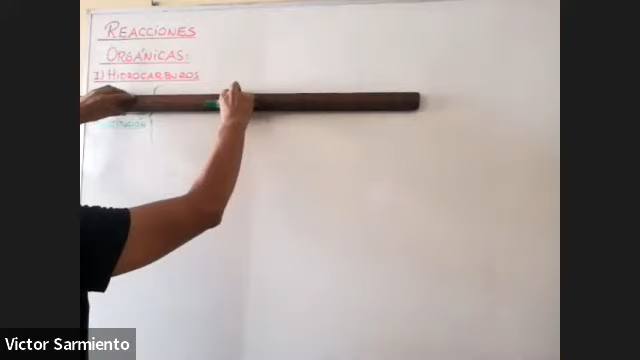 REACCIONES
ORGÁNICAS:
1) HIDROCARBUROS
Victor Sarmiento